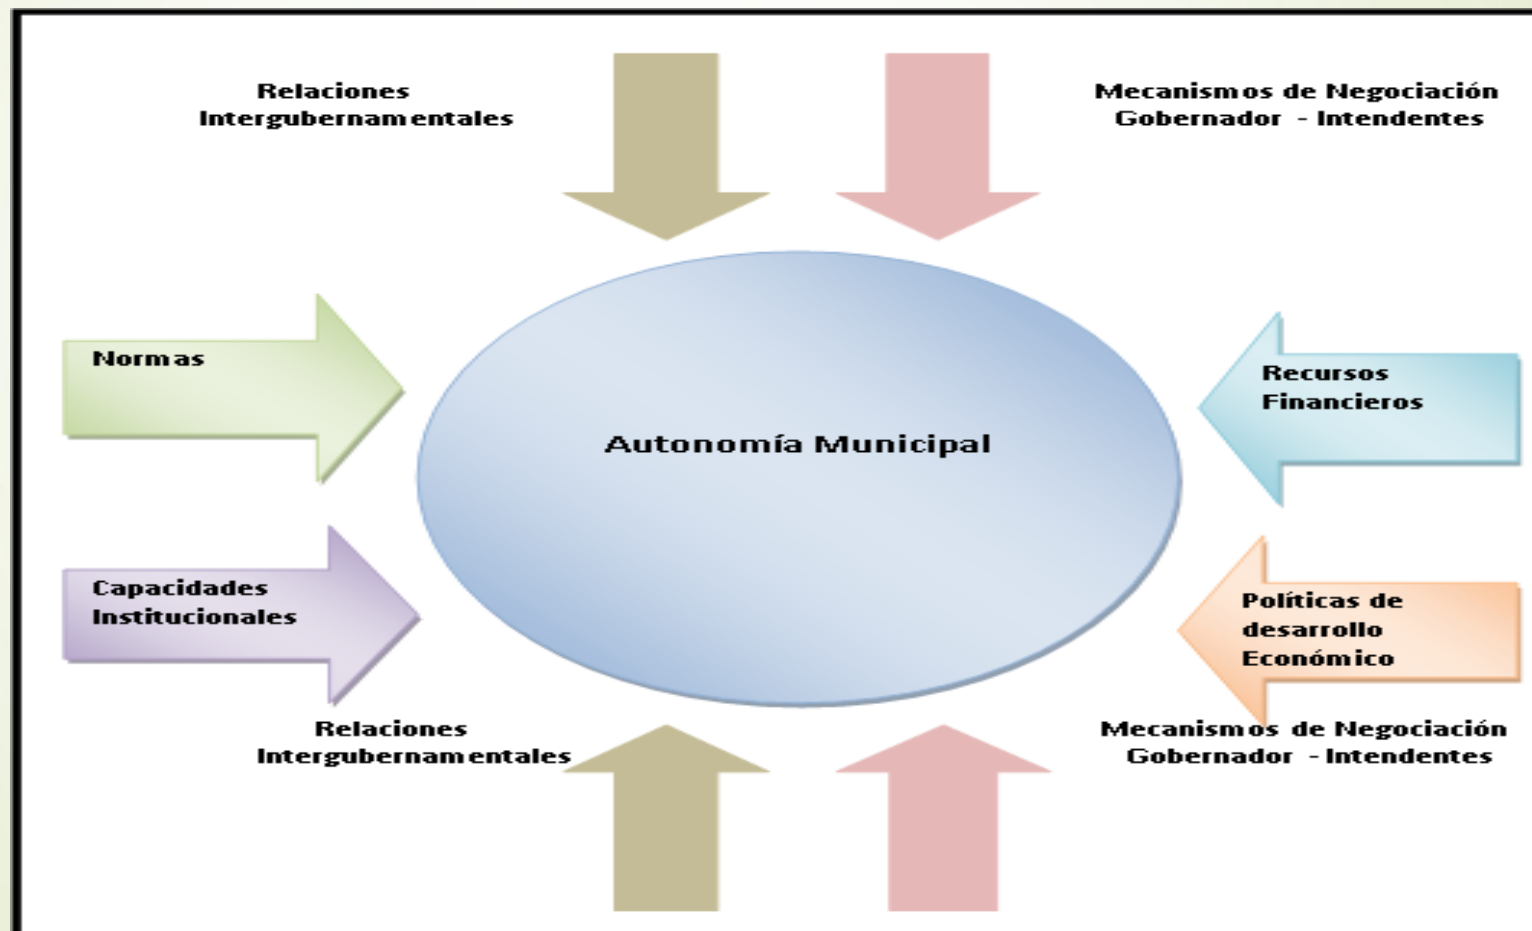 Relaciones
Intergubernamentales
Mecanismos de Negociación
Gobernador - Intendentes
Normas
Recursos
Financieros
Autonomía Municipal
Capacidades
Institucionales
Políticas de
desarrollo
Económico
Relaciones
Intergubernamentales
Mecanismos de Negociación
Gobernador - Intendentes